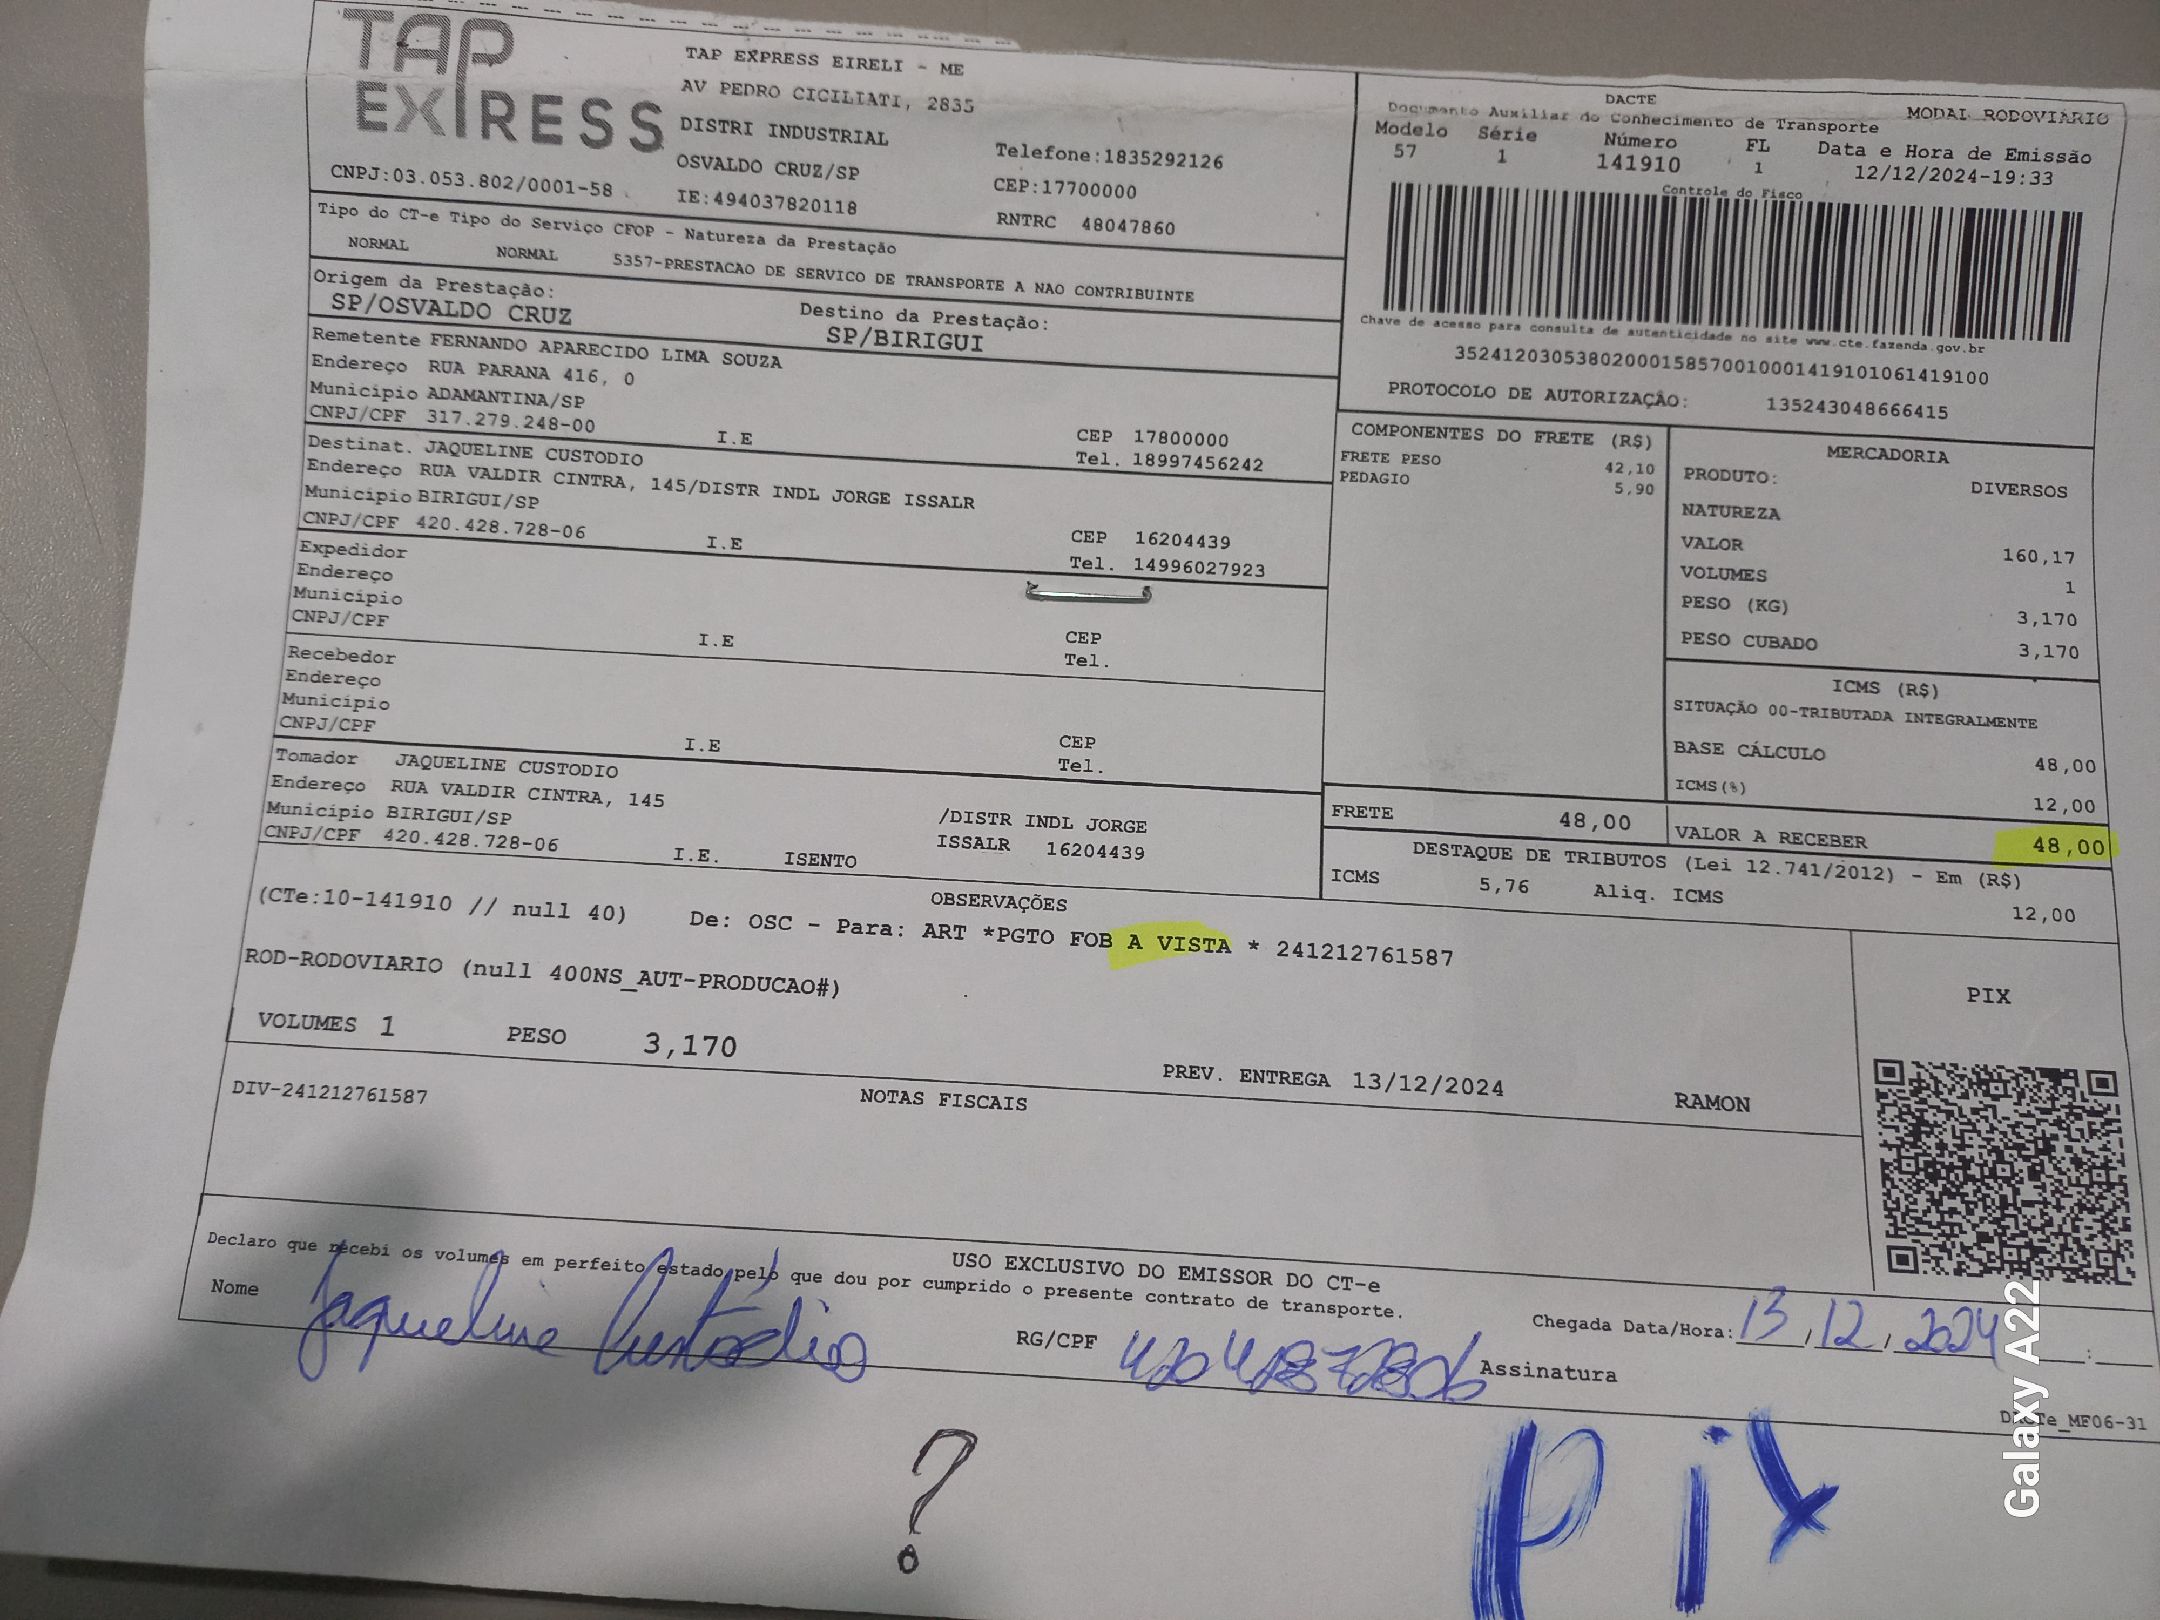 TAP
EXPRESS
TAP EXPRESS EIRELI - ME
AV PEDRO CICILIATI, 2835
DISTRI INDUSTRIAL
OSVALDO CRUZ/SP
Telefone:1835292126
CEP:17700000
CNPJ:03.053.802/0001-58
IE:494037820118
RNTRC 48047860
DACTE
MODAL RODOVIARIO
Documento Auxiliar do Conhecimento de Transporte
Modelo Série Número FL Data e Hora de Emissão
57 1 141910 1 12/12/2024-19:33
Controle do Fisco
Chave de acesso para consulta de autenticidade no site www.cte.fazenda.gov.br
35241203053802000158570010001419101061419100
PROTOCOLO DE AUTORIZAÇÃO: 135243048666415
Tipo do CT-e Tipo do Serviço CFOP - Natureza da Prestação
NORMAL NORMAL 5357-PRESTACAO DE SERVICO DE TRANSPORTE A NAO CONTRIBUINTE
Origem da Prestação: Destino da Prestação:
SP/OSVALDO CRUZ SP/BIRIGUI
Remetente FERNANDO APARECIDO LIMA SOUZA
Endereço RUA PARANA 416, 0
Município ADAMANTINA/SP CEP 17800000
CNPJ/CPF 317.279.248-00 I.E Tel. 18997456242
Destinat. JAQUELINE CUSTODIO
Endereço RUA VALDIR CINTRA, 145/DISTR INDL JORGE ISSALR
Município BIRIGUI/SP CEP 16204439
CNPJ/CPF 420.428.728-06 I.E Tel. 14996027923
Expedidor
Endereço
Município CEP
CNPJ/CPF I.E Tel.
Recebedor
Endereço
Município CEP
CNPJ/CPF I.E Tel.
Tomador JAQUELINE CUSTODIO
Endereço RUA VALDIR CINTRA, 145 /DISTR INDL JORGE
Município BIRIGUI/SP ISSALR 16204439
CNPJ/CPF 420.428.728-06 I.E. ISENTO
COMPONENTES DO FRETE (R$)
FRETE PESO 42,10
PEDAGIO 5,90
MERCADORIA
PRODUTO: DIVERSOS
NATUREZA
VALOR 160,17
VOLUMES 1
PESO (KG) 3,170
PESO CUBADO 3,170
ICMS (R$)
SITUAÇÃO 00-TRIBUTADA INTEGRALMENTE
BASE CÁLCULO 48,00
ICMS(%) 12,00
FRETE 48,00 VALOR A RECEBER 48,00
DESTAQUE DE TRIBUTOS (Lei 12.741/2012) - Em (R$)
ICMS 5,76 Aliq. ICMS 12,00
OBSERVAÇÕES
(CTe:10-141910 // null 40) De: OSC - Para: ART *PGTO FOB A VISTA * 241212761587
ROD-RODOVIARIO (null 400NS_AUT-PRODUCAO#)
PIX
VOLUMES 1 PESO 3,170 PREV. ENTREGA 13/12/2024 RAMON
DIV-241212761587 NOTAS FISCAIS
USO EXCLUSIVO DO EMISSOR DO CT-e
Declaro que recebi os volumes em perfeito estado pelo que dou por cumprido o presente contrato de transporte.
Chegada Data/Hora: 13/12/2024 :
Nome Jaqueline Custódio RG/CPF 42042872806 Assinatura
DACTe_MF06-31
?
Pix
Galaxy A22